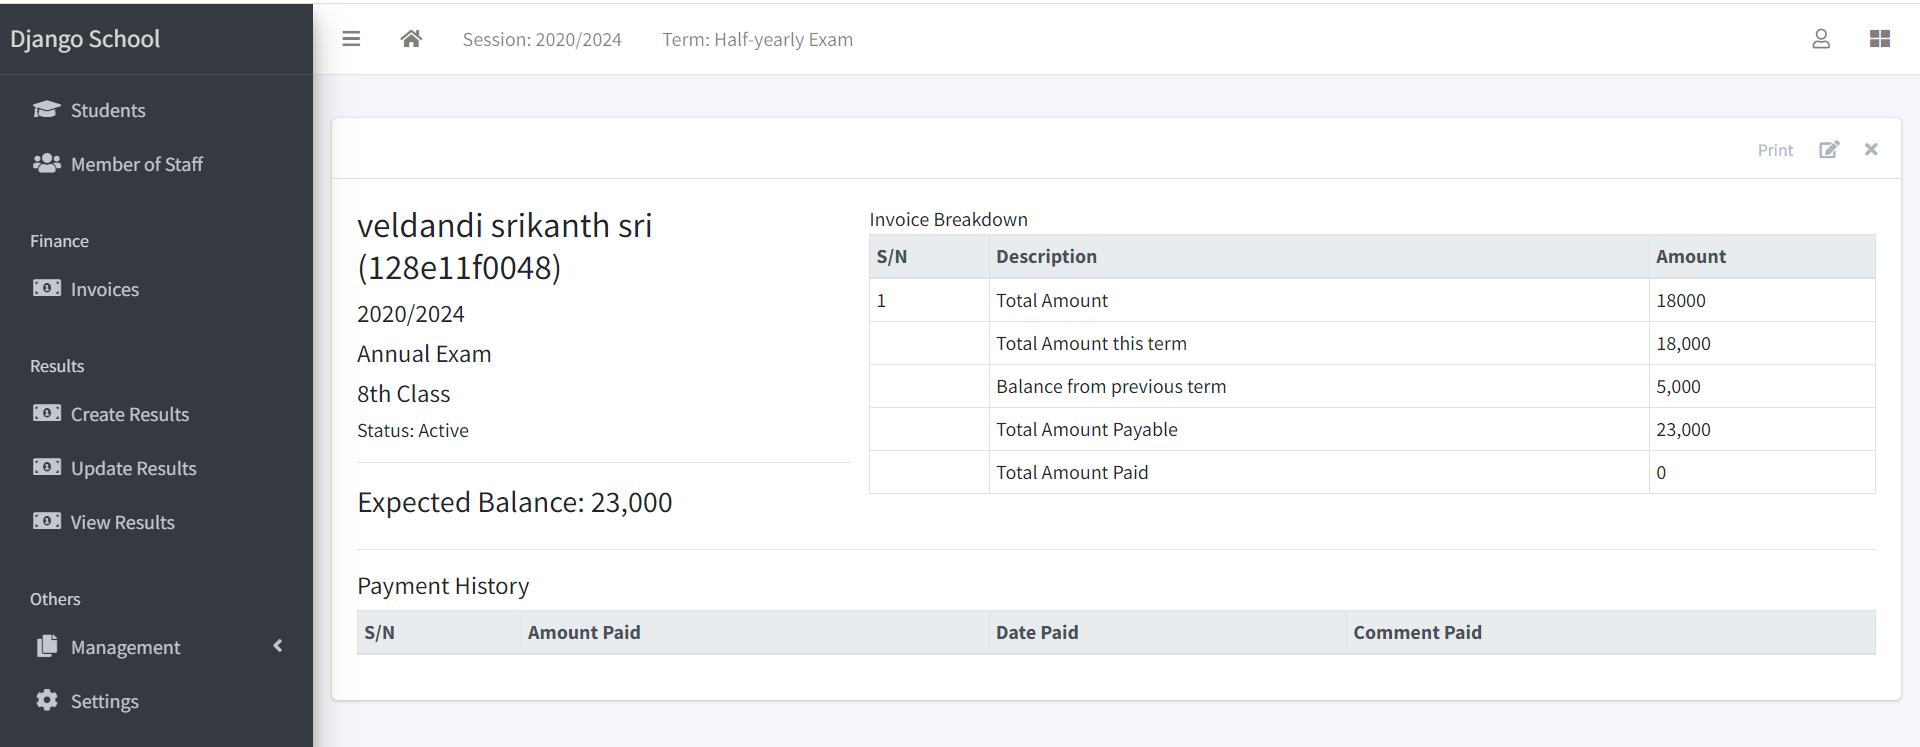 Django School
Session: 2020/2024
Term: Half-yearly Exam
Students
Member of Staff
Finance
Invoices
Results
Create Results
Update Results
View Results
Others
Management
Settings
Print
veldandi srikanth sri
(128e11f0048)
2020/2024
Annual Exam
8th Class
Status: Active
Expected Balance: 23,000
Invoice Breakdown
S/N Description Amount
1 Total Amount 18000
Total Amount this term 18,000
Balance from previous term 5,000
Total Amount Payable 23,000
Total Amount Paid 0
Payment History
S/N Amount Paid Date Paid Comment Paid